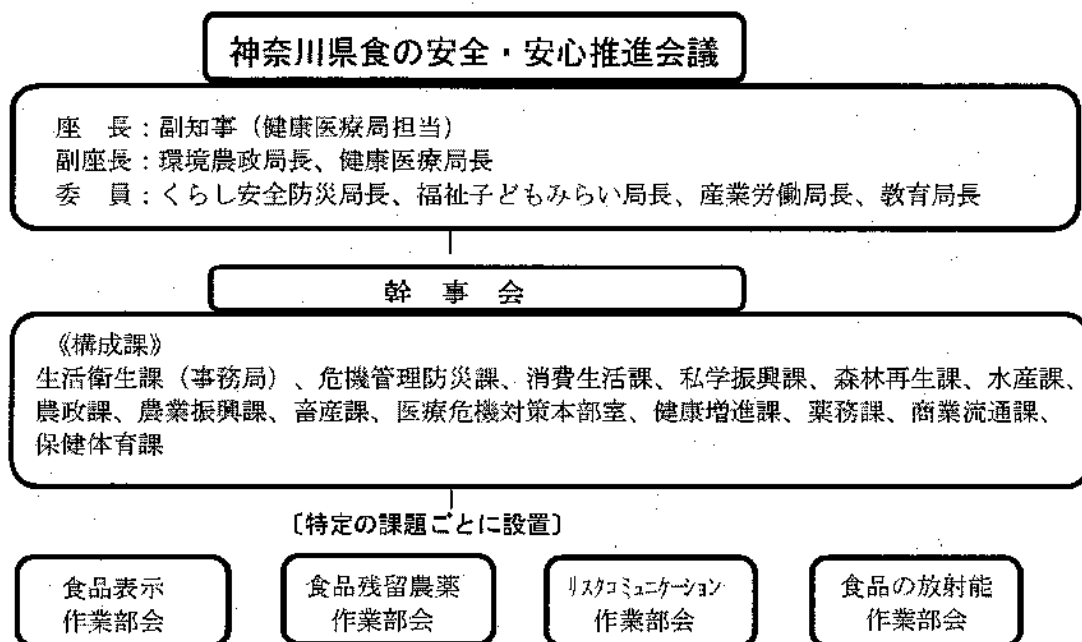 神奈川県食の安全・安心推進会議
座　長：副知事（健康医療局担当）
副座長：環境農政局長、健康医療局長
委　員：くらし安全防災局長、福祉子どもみらい局長、産業労働局長、教育局長
幹　事　会
《構成課》
生活衛生課（事務局）、危機管理防災課、消費生活課、私学振興課、森林再生課、水産課、
農政課、農業振興課、畜産課、医療危機対策本部室、健康増進課、薬務課、商業流通課、
保健体育課
〔特定の課題ごとに設置〕
食品表示
作業部会
食品残留農薬
作業部会
リスクコミュニケーション
作業部会
食品の放射能
作業部会